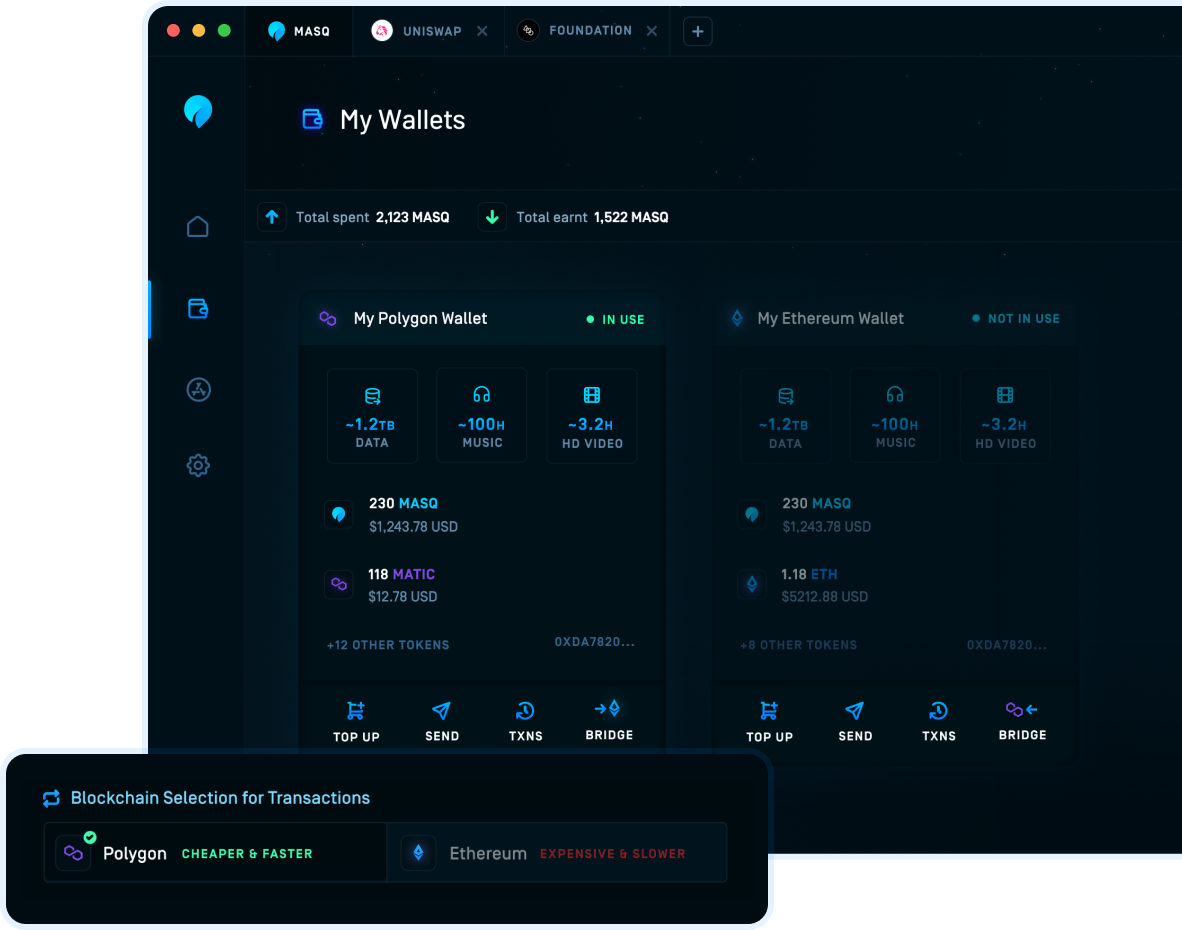 MASQ UNISWAP FOUNDATION
My Wallets
Total spent 2,123 MASQ Total earnt 1,522 MASQ
My Polygon Wallet IN USE
~1.2TB ~100H ~3.2H
DATA MUSIC HD VIDEO
230 MASQ
$1,243.78 USD
118 MATIC
$12.78 USD
+12 OTHER TOKENS 0XDA7820...
TOP UP SEND TXNS BRIDGE
My Ethereum Wallet NOT IN USE
~1.2TB ~100H ~3.2H
DATA MUSIC HD VIDEO
230 MASQ
$1,243.78 USD
1.18 ETH
$5212.88 USD
+8 OTHER TOKENS 0XDA7820...
TOP UP SEND TXNS BRIDGE
Blockchain Selection for Transactions
Polygon CHEAPER & FASTER Ethereum EXPENSIVE & SLOWER